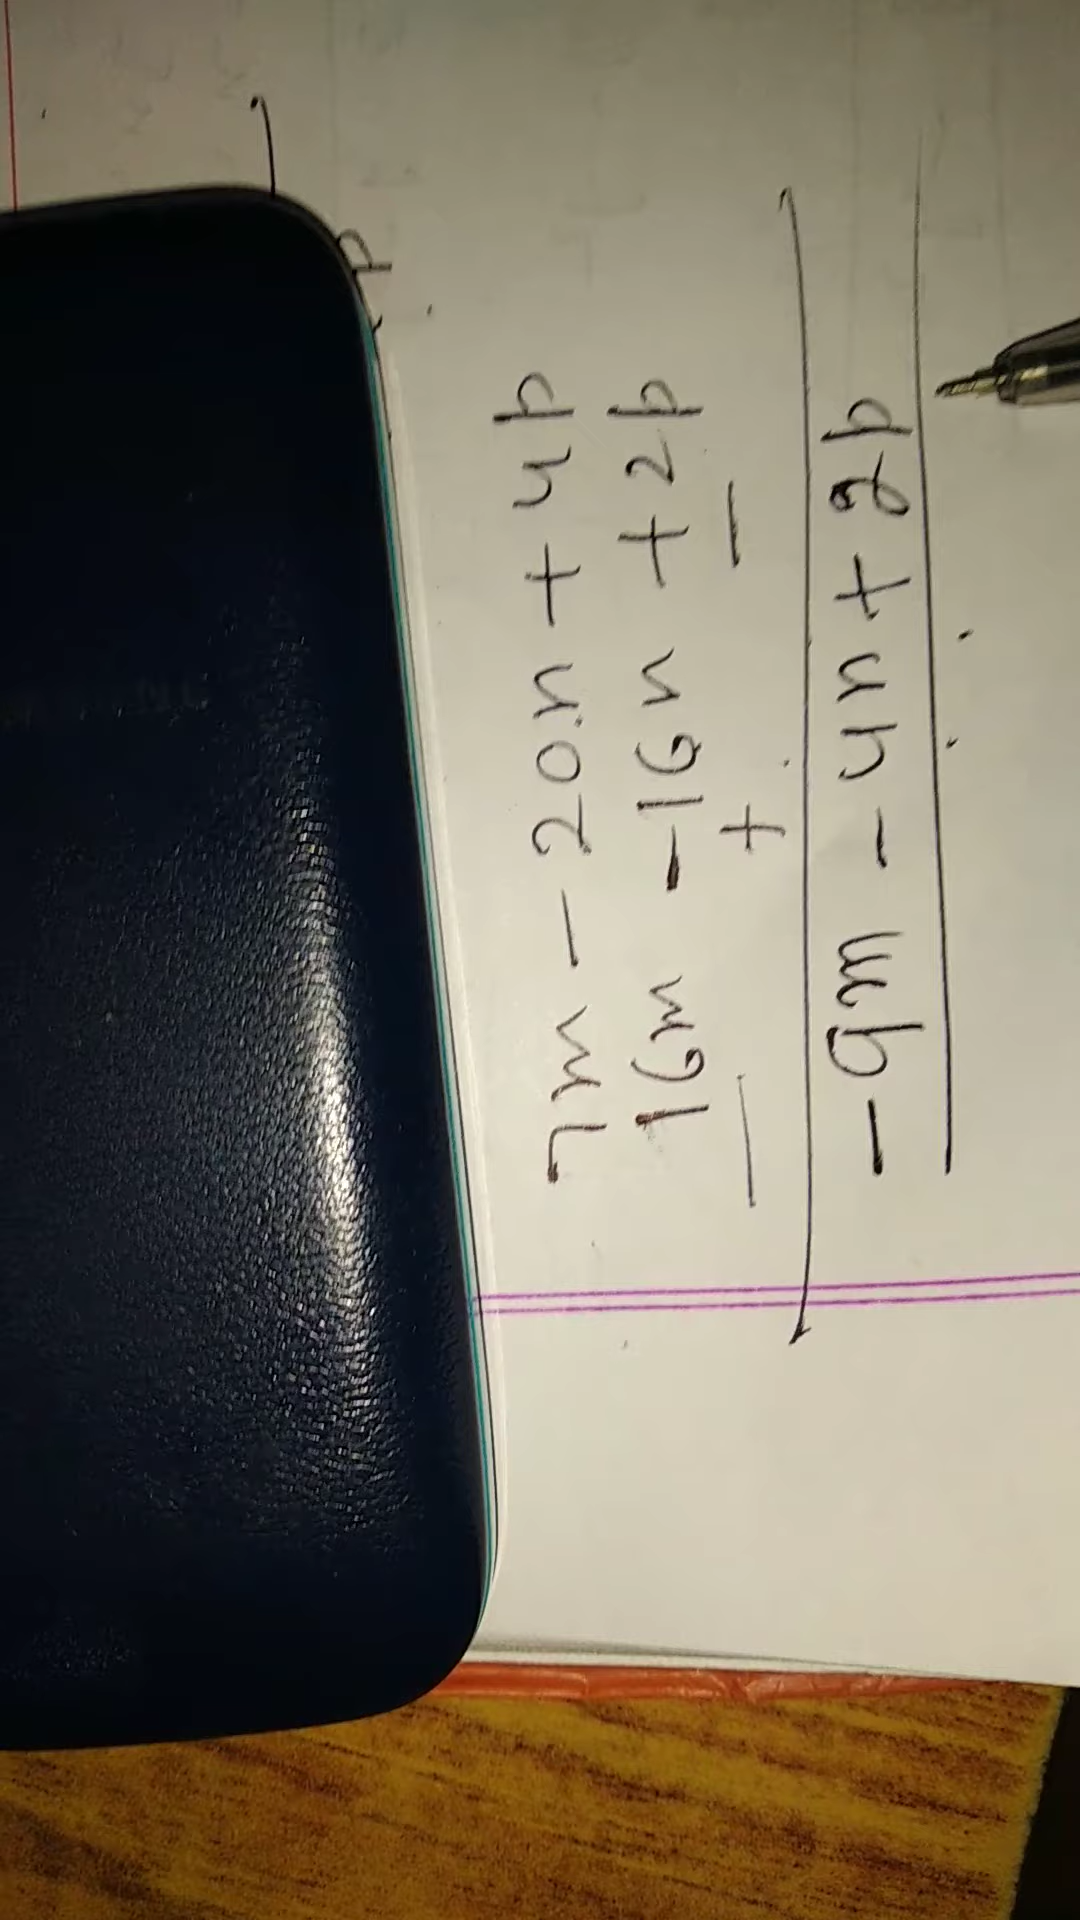 p
7m - 20n + 4p
16m - 16n + 2p
- + -
- 9m - 4n + 2p